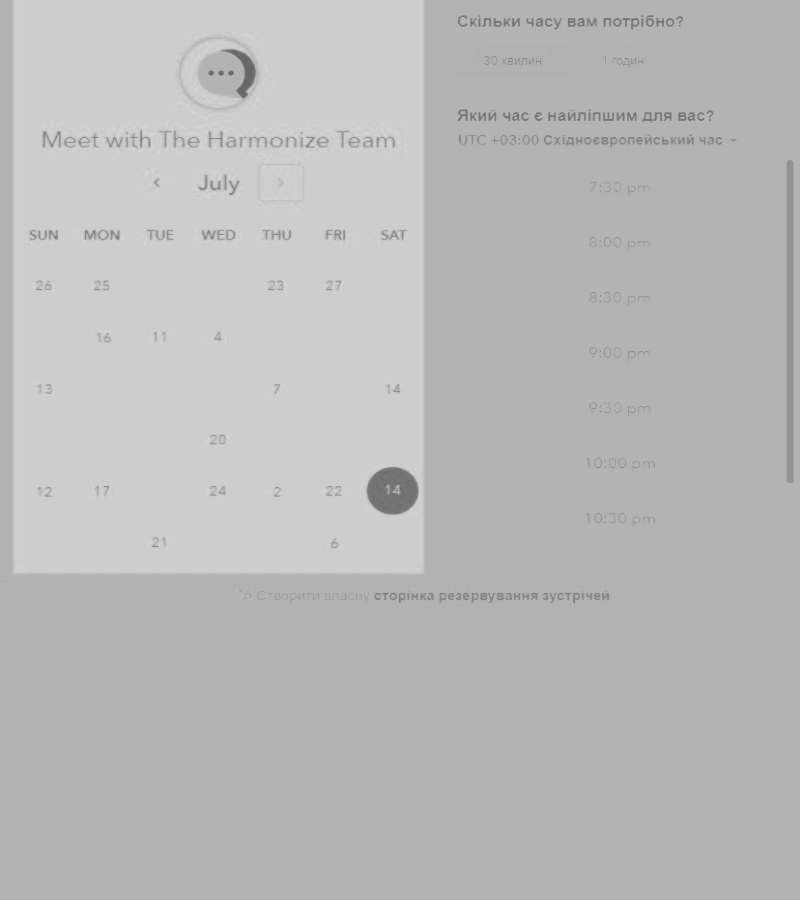 Meet with The Harmonize Team
July
SUN MON TUE WED THU FRI SAT
26 25 23 27
16 11 4
13 7 14
20
12 17 24 2 22 14
21 6
Скільки часу вам потрібно?
30 хвилин 1 годин
Який час є найліпшим для вас?
UTC +03:00 Східноєвропейський час
7:30 pm
8:00 pm
8:30 pm
9:00 pm
9:30 pm
10:00 pm
10:30 pm
Створити власну сторінка резервування зустрічей